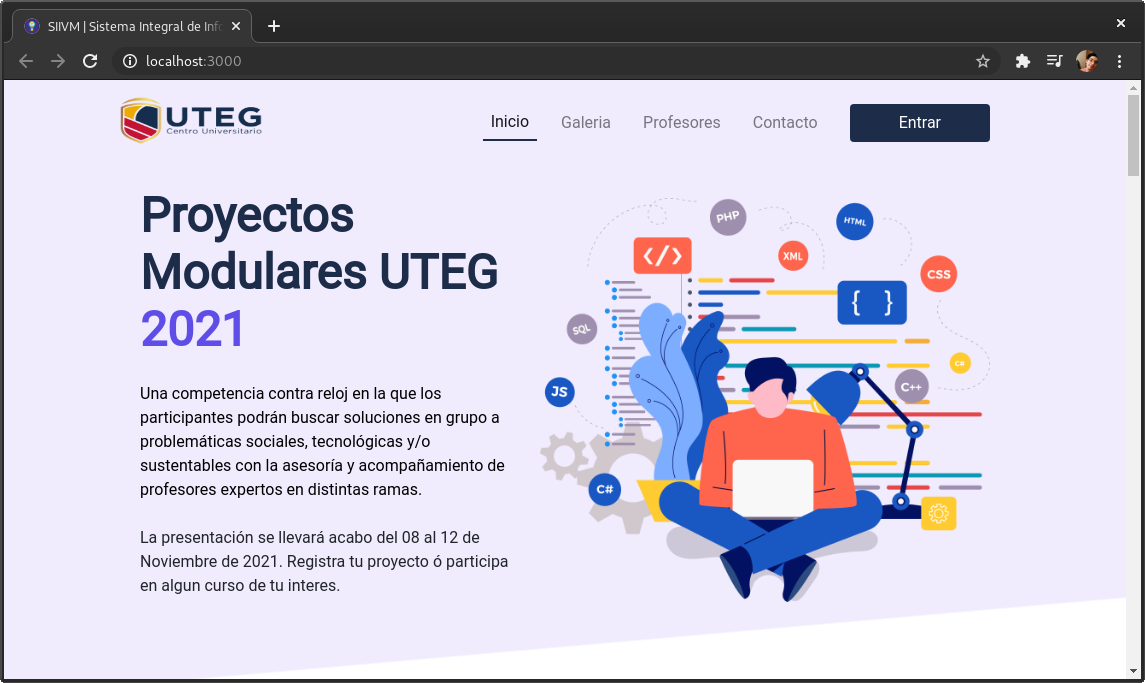 SIIVM | Sistema Integral de Info
localhost:3000
UTEG
Centro Universitario
Inicio
Galeria
Profesores
Contacto
Entrar
Proyectos
Modulares UTEG
2021
Una competencia contra reloj en la que los
participantes podrán buscar soluciones en grupo a
problemáticas sociales, tecnológicas y/o
sustentables con la asesoría y acompañamiento de
profesores expertos en distintas ramas.
La presentación se llevará acabo del 08 al 12 de
Noviembre de 2021. Registra tu proyecto ó participa
en algun curso de tu interes.
PHP
HTML
</>
XML
CSS
{ }
SQL
C#
JS
C++
C#